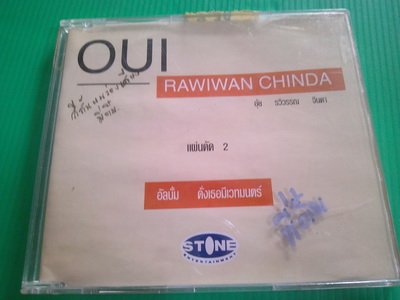 OUI
RAWIWAN CHINDA
อุ้ย รวิวรรณ จินดา
แผ่นตัด 2
อัลบั้ม ดั่งเธอมีเวทมนตร์
STONE
ENTERTAINMENT